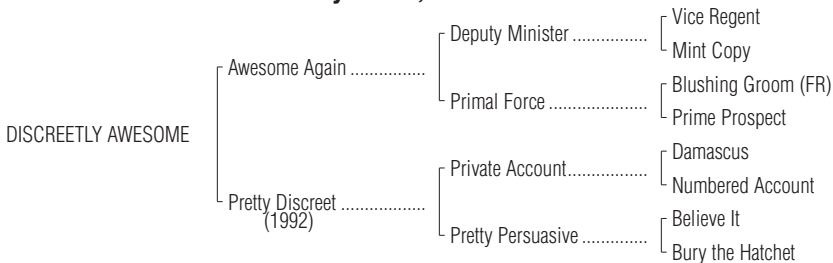 Vice Regent
Deputy Minister ................
Mint Copy
Awesome Again ................
Blushing Groom (FR)
Primal Force .....................
Prime Prospect
DISCREETLY AWESOME
Damascus
Private Account.................
Numbered Account
Pretty Discreet ..................
(1992)
Believe It
Pretty Persuasive ..............
Bury the Hatchet